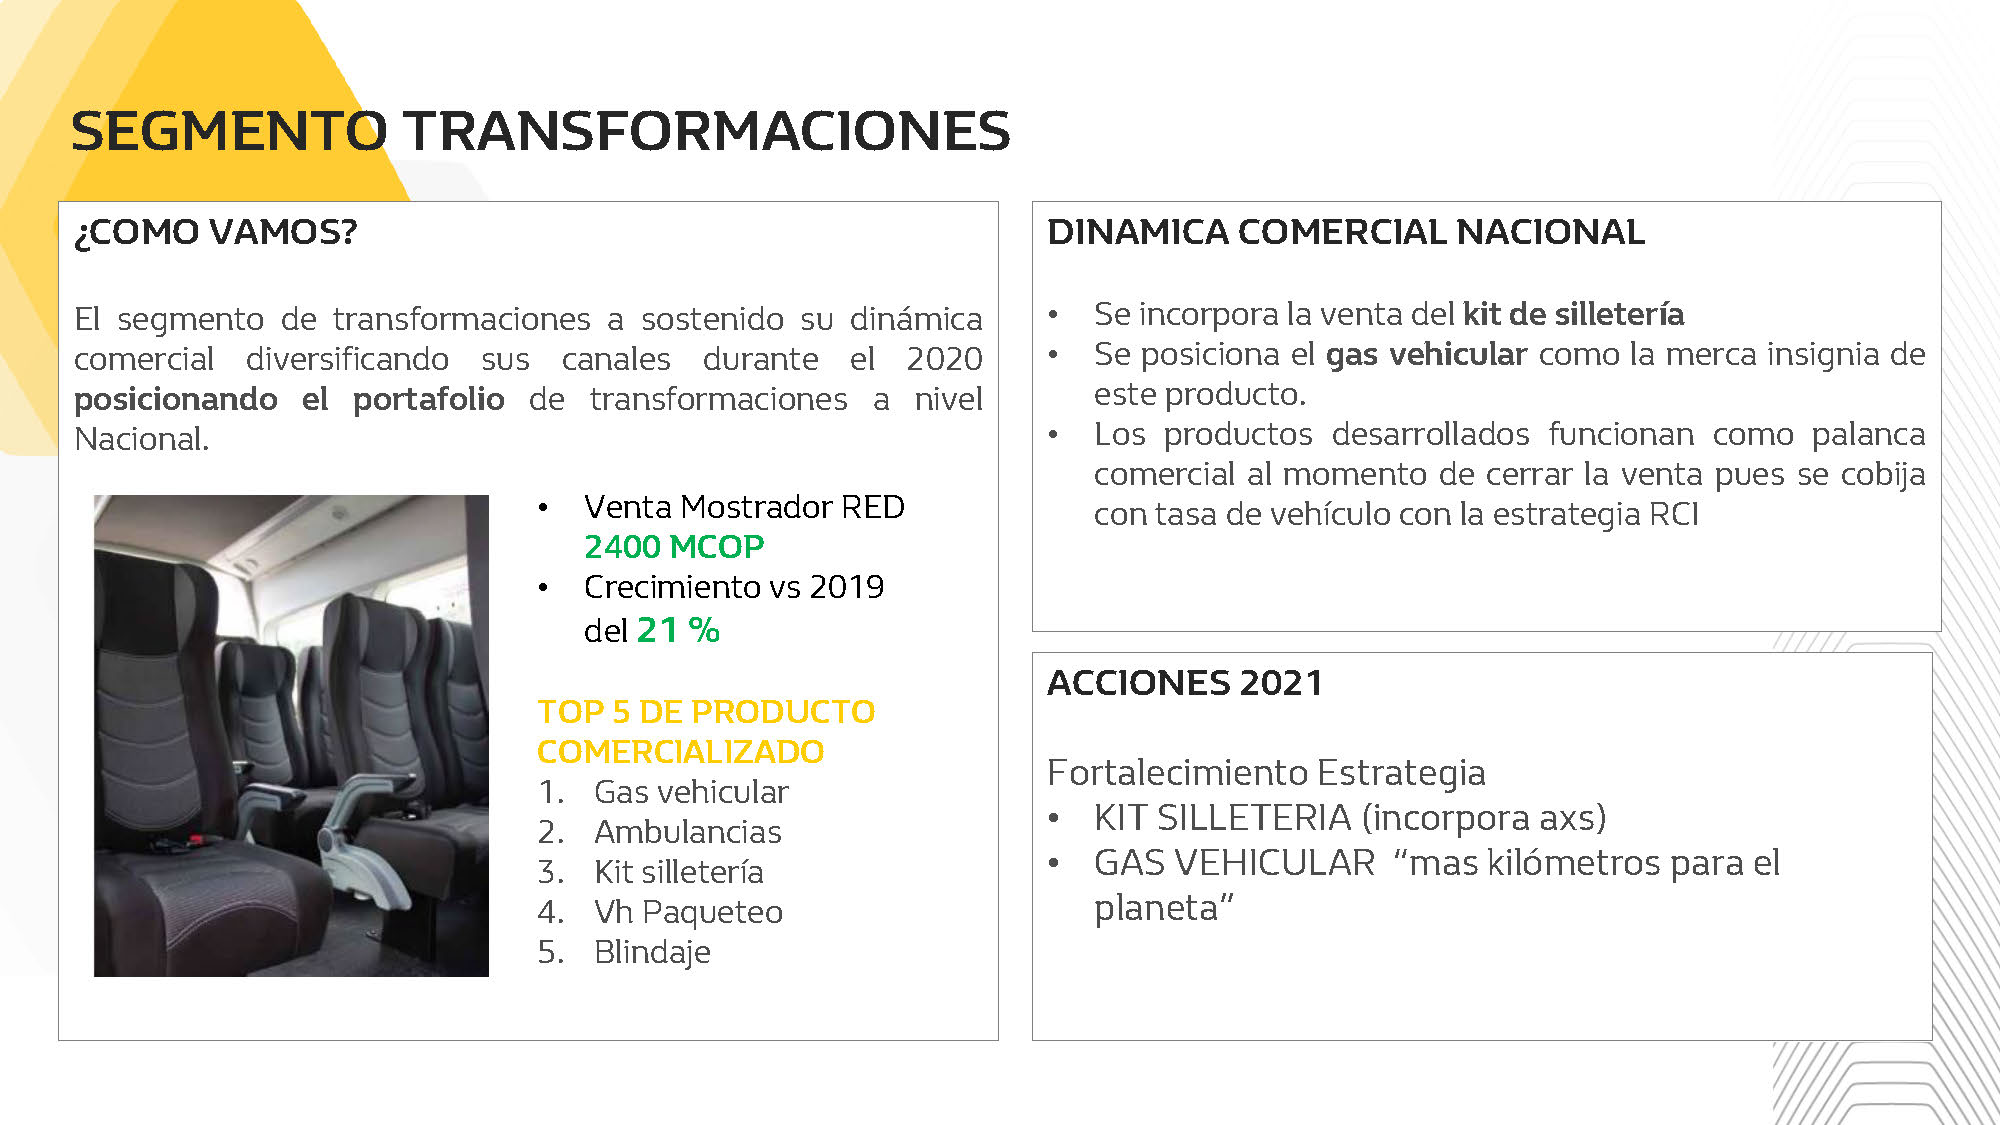 SEGMENTO TRANSFORMACIONES
¿COMO VAMOS?
El segmento de transformaciones a sostenido su dinámica
comercial diversificando sus canales durante el 2020
posicionando el portafolio de transformaciones a nivel
Nacional.
• Venta Mostrador RED
2400 MCOP
• Crecimiento vs 2019
del 21 %
TOP 5 DE PRODUCTO
COMERCIALIZADO
1. Gas vehicular
2. Ambulancias
3. Kit silletería
4. Vh Paqueteo
5. Blindaje
DINAMICA COMERCIAL NACIONAL
• Se incorpora la venta del kit de silletería
• Se posiciona el gas vehicular como la merca insignia de
este producto.
• Los productos desarrollados funcionan como palanca
comercial al momento de cerrar la venta pues se cobija
con tasa de vehículo con la estrategia RCI
ACCIONES 2021
Fortalecimiento Estrategia
• KIT SILLETERIA (incorpora axs)
• GAS VEHICULAR “mas kilómetros para el
planeta”